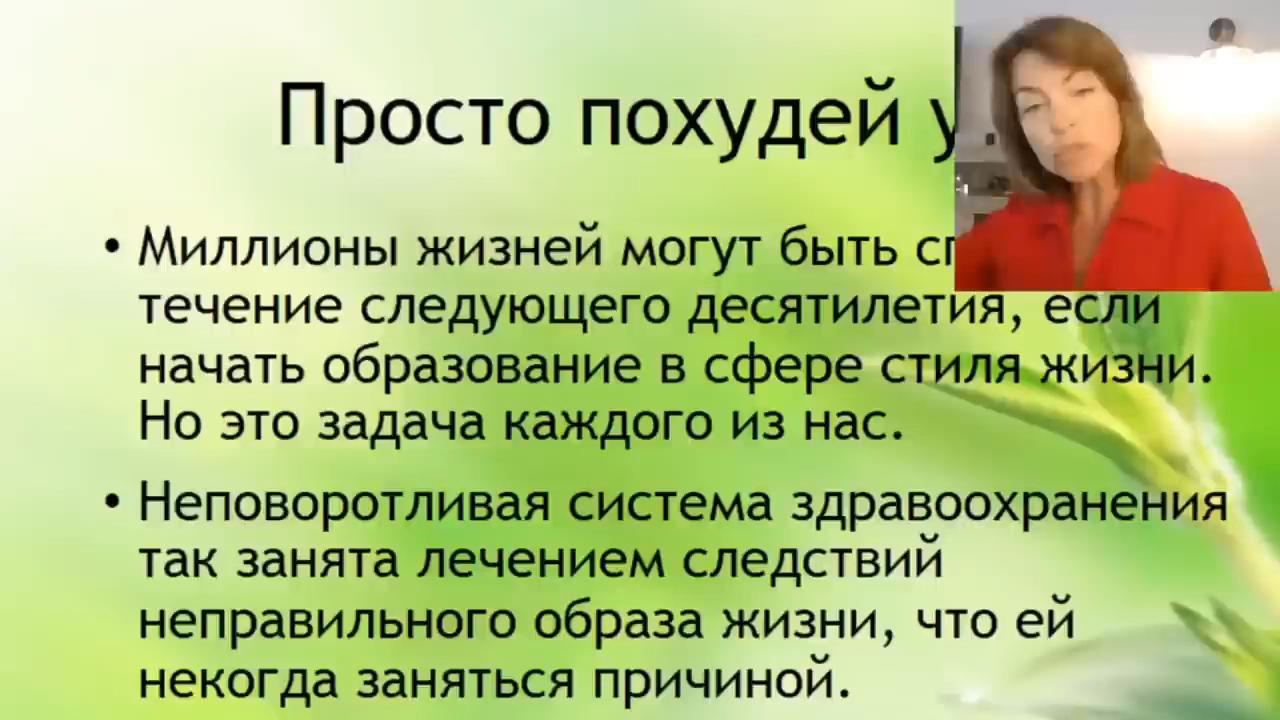 Просто похудей
Миллионы жизней могут быть
течение следующего десятилетия, если
начать образование в сфере стиля жизни.
Но это задача каждого из нас.
Неповоротливая система здравоохранения
так занята лечением следствий
неправильного образа жизни, что ей
некогда заняться причиной.